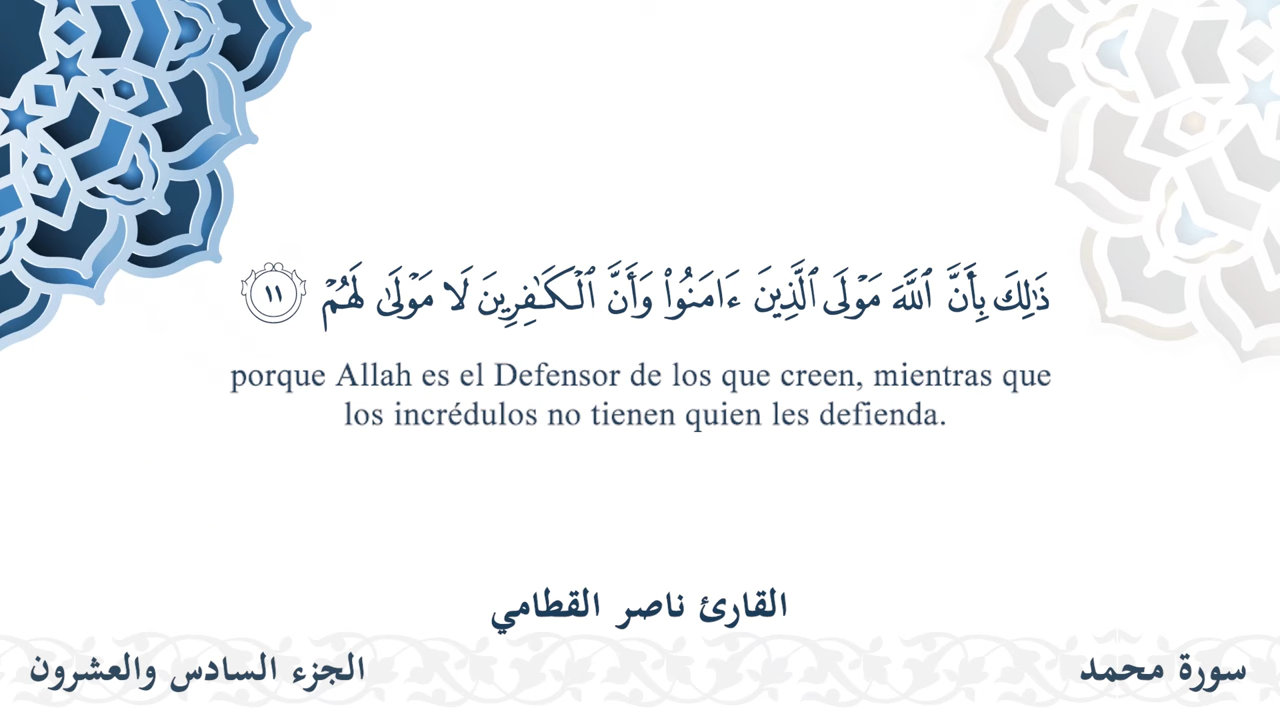 ذَٰلِكَ بِأَنَّ ٱللَّهَ مَوْلَى ٱلَّذِينَ ءَامَنُوا۟ وَأَنَّ ٱلْكَـٰفِرِينَ لَا مَوْلَىٰ لَهُمْ ١١
porque Allah es el Defensor de los que creen, mientras que
los incrédulos no tienen quien les defienda.
القارئ ناصر القطامي
سورة محمد
الجزء السادس والعشرون